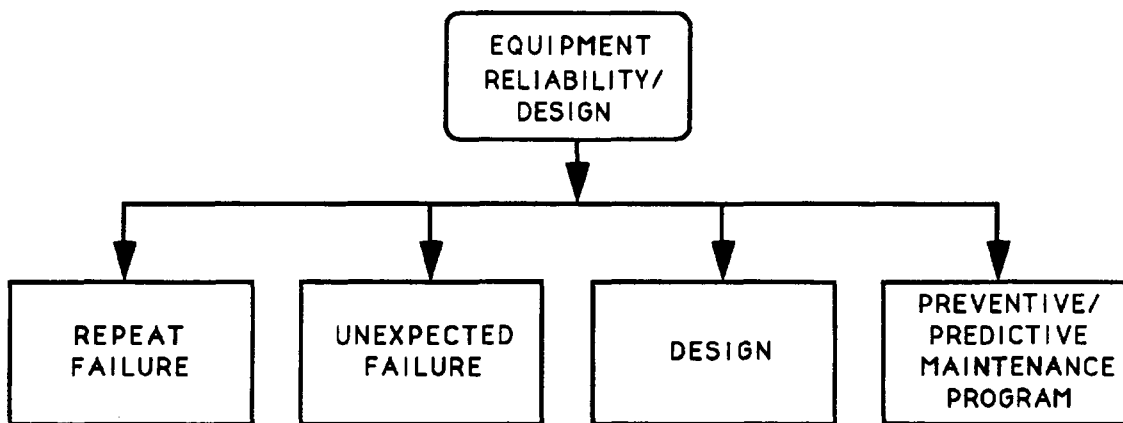 EQUIPMENT
RELIABILITY/
DESIGN
REPEAT
FAILURE
UNEXPECTED
FAILURE
DESIGN
PREVENTIVE/
PREDICTIVE
MAINTENANCE
PROGRAM